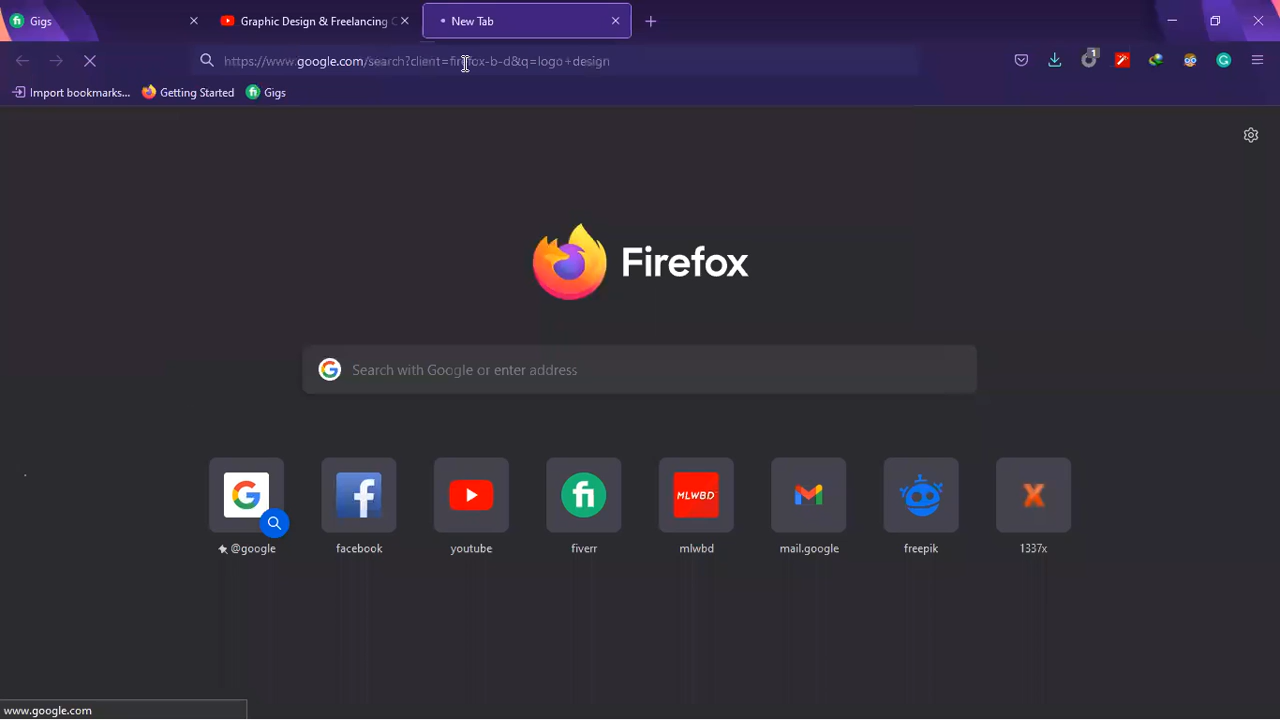 Gigs
Graphic Design & Freelancing C
New Tab
https://www.google.com/search?client=firefox-b-d&q=logo+design
1
Import bookmarks...
Getting Started
Gigs
Firefox
Search with Google or enter address
MLWBD
@google
facebook
youtube
fiverr
mlwbd
mail.google
freepik
1337x
www.google.com